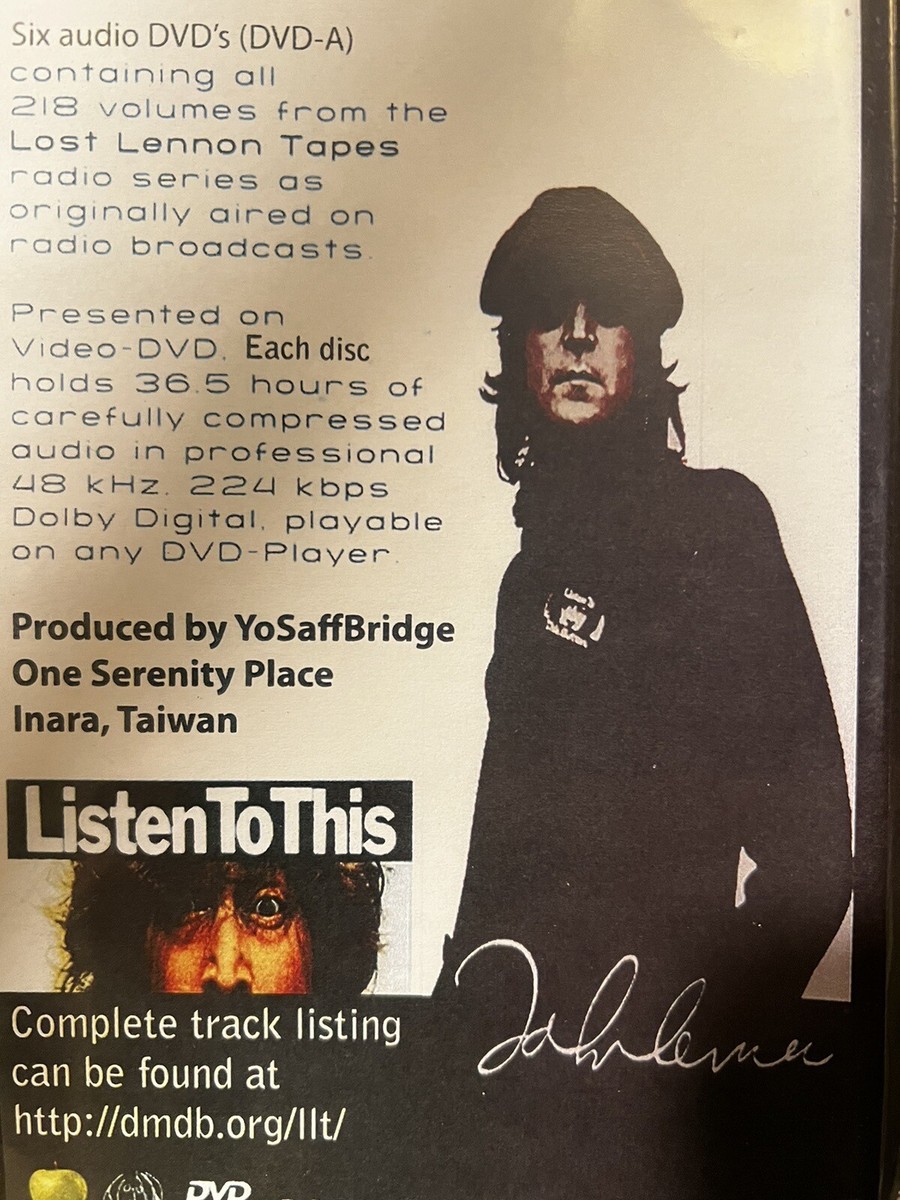 Six audio DVD's (DVD-A)
containing all
218 volumes from the
Lost Lennon Tapes
radio series as
originally aired on
radio broadcasts.
Presented on
Video-DVD. Each disc
holds 36.5 hours of
carefully compressed
audio in professional
48 kHz. 224 kbps
Dolby Digital, playable
on any DVD-Player.
Produced by YoSaffBridge
One Serenity Place
Inara, Taiwan
ListenToThis
John Lennon
Complete track listing
can be found at
http://dmdb.org/llt/
DVD